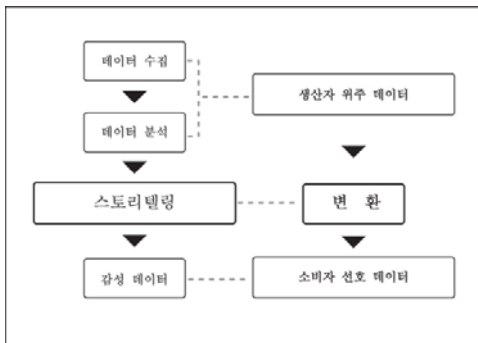 데이터 수집
생산자 위주 데이터
데이터 분석
스토리텔링
변 환
감성 데이터
소비자 선호 데이터